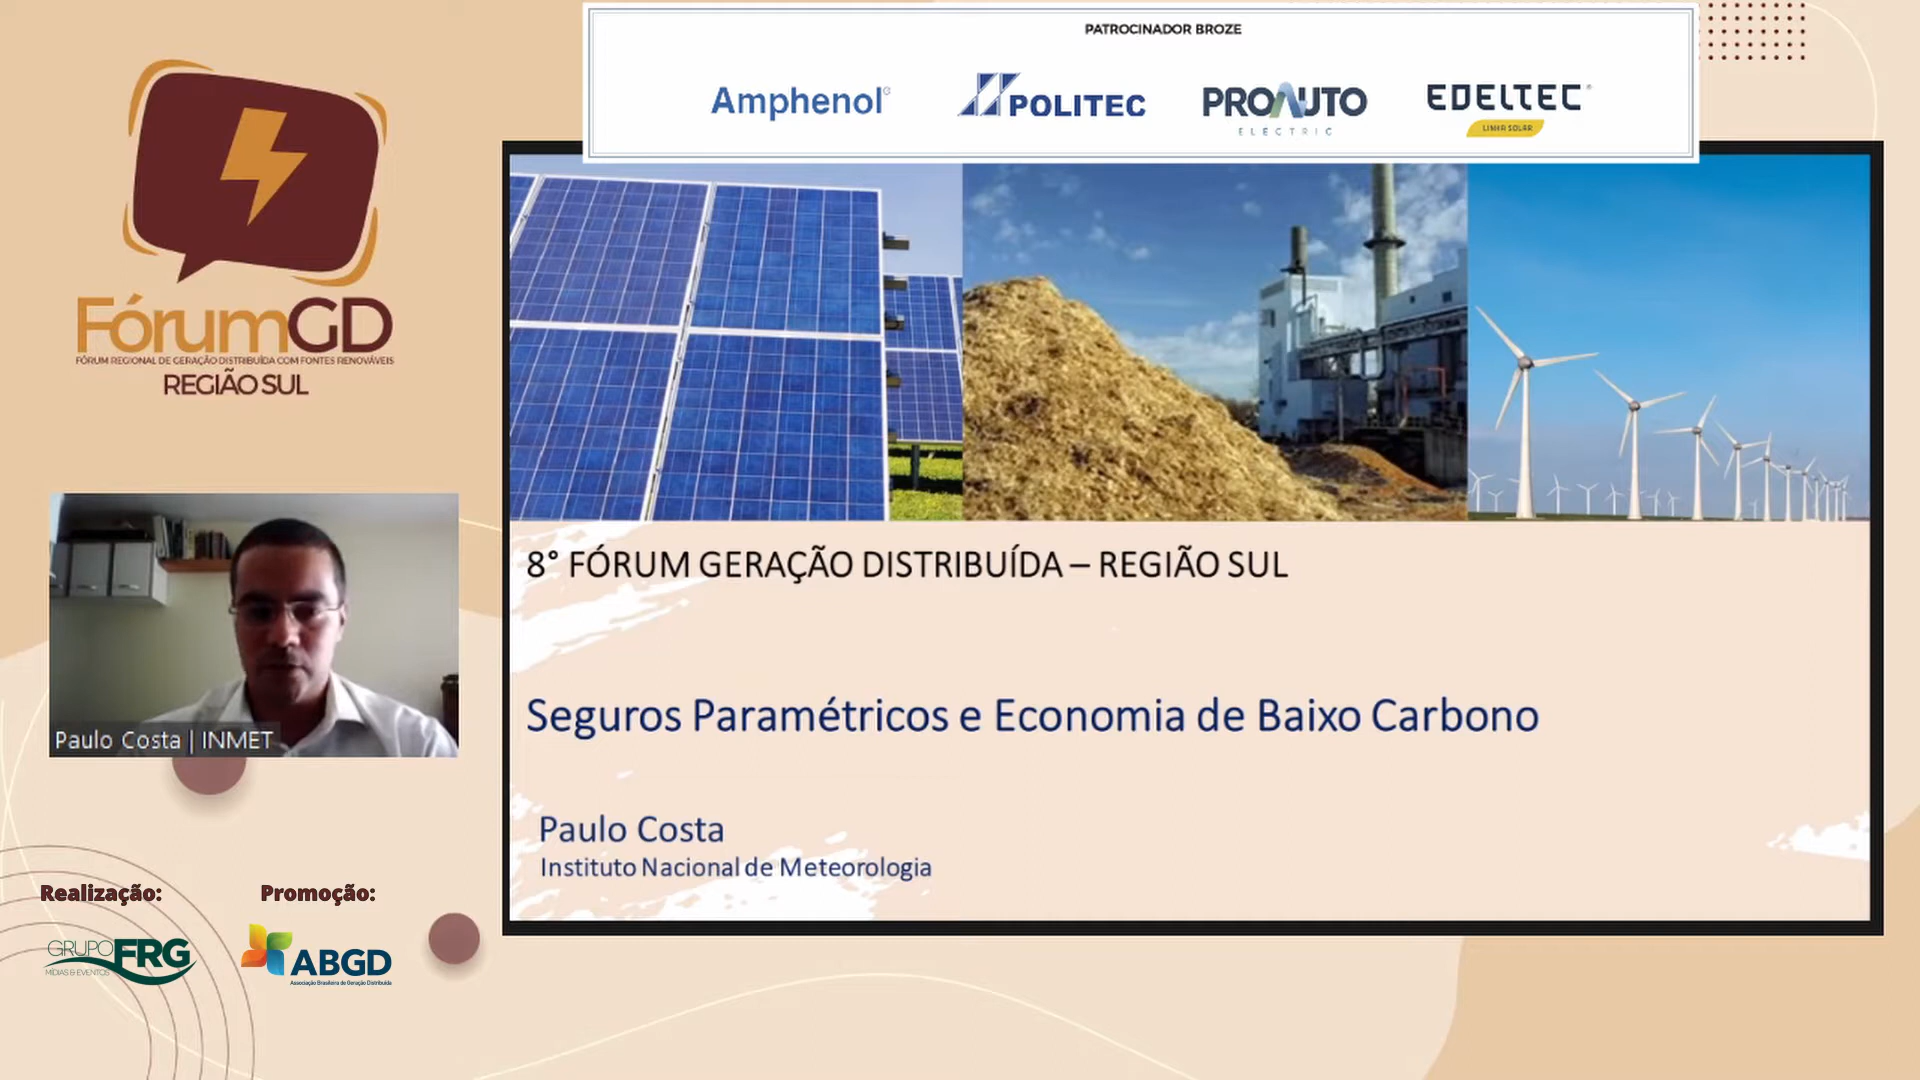 PATROCINADOR BROZE
Amphenol
POLITEC
PROAUTO
ELECTRIC
EDELTEC
LINHA SOLAR
FórumGD
FÓRUM REGIONAL DE GERAÇÃO DISTRIBUÍDA COM FONTES RENOVÁVEIS
REGIÃO SUL
8° FÓRUM GERAÇÃO DISTRIBUÍDA – REGIÃO SUL
Seguros Paramétricos e Economia de Baixo Carbono
Paulo Costa
Instituto Nacional de Meteorologia
Paulo Costa | INMET
Realização:
Promoção:
GRUPO FRG
MÍDIAS & EVENTOS
ABGD
Associação Brasileira de Geração Distribuída